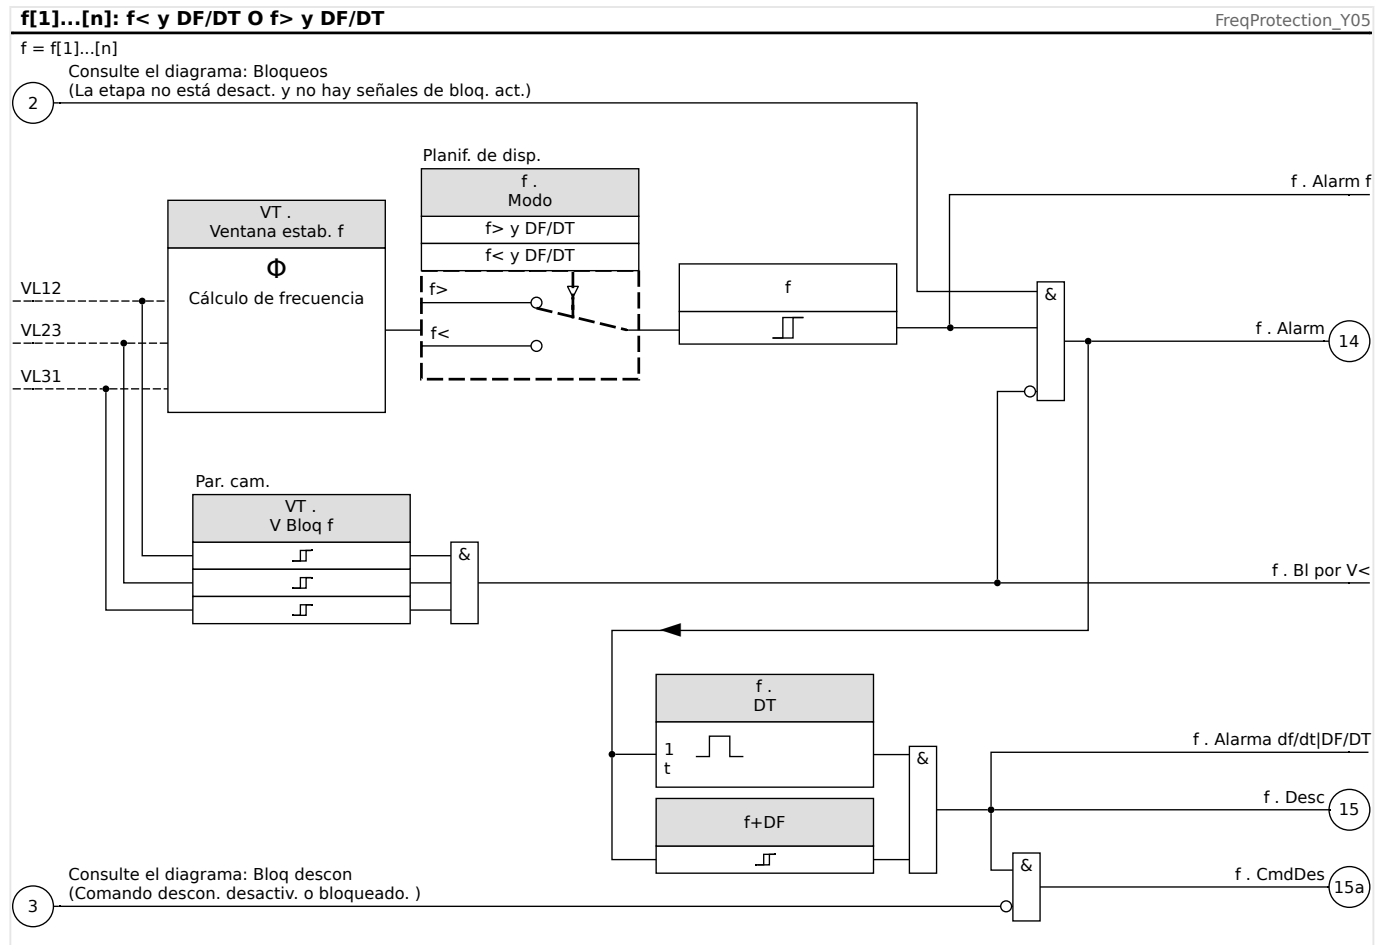 f[1]...[n]: f< y DF/DT O f> y DF/DT
FreqProtection_Y05
f = f[1]...[n]
Consulte el diagrama: Bloqueos
(La etapa no está desact. y no hay señales de bloq. act.)
2
Planif. de disp.
f .
Modo
f> y DF/DT
f< y DF/DT
f . Alarm f
VT .
Ventana estab. f
Φ
Cálculo de frecuencia
VL12
VL23
VL31
f>
f<
f
&
f . Alarm
14
Par. cam.
VT .
V Bloq f
&
f . Bl por V<
f .
DT
1
t
&
f . Alarma df/dt|DF/DT
f . Desc
15
f+DF
&
f . CmdDes
15a
Consulte el diagrama: Bloq descon
(Comando descon. desactiv. o bloqueado. )
3